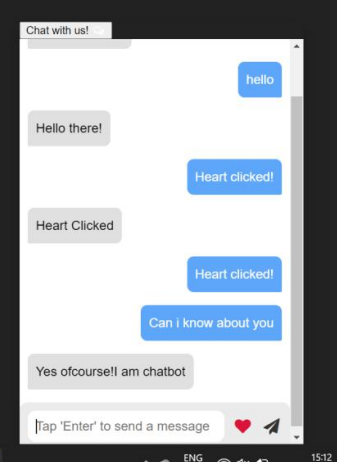 Chat with us!
hello
Hello there!
Heart clicked!
Heart Clicked
Heart clicked!
Can i know about you
Yes ofcourse!I am chatbot
Tap 'Enter' to send a message
ENG
15:12